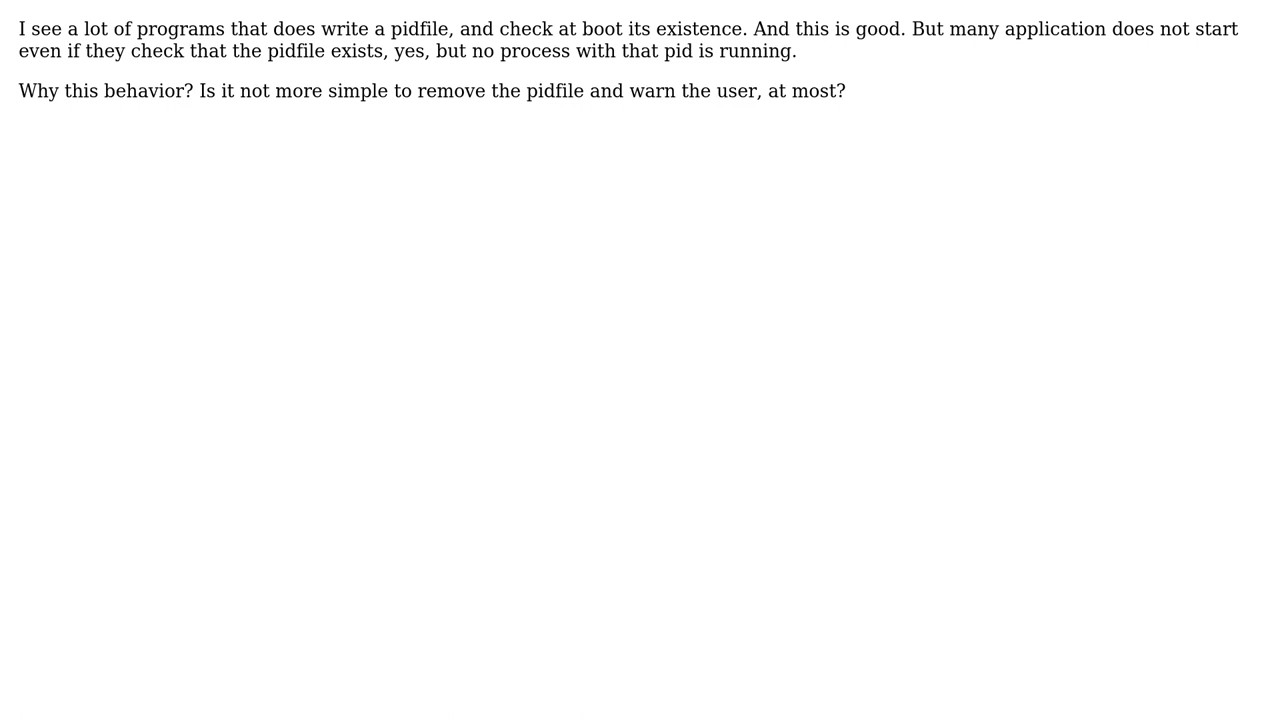 I see a lot of programs that does write a pidfile, and check at boot its existence. And this is good. But many application does not start
even if they check that the pidfile exists, yes, but no process with that pid is running.
Why this behavior? Is it not more simple to remove the pidfile and warn the user, at most?